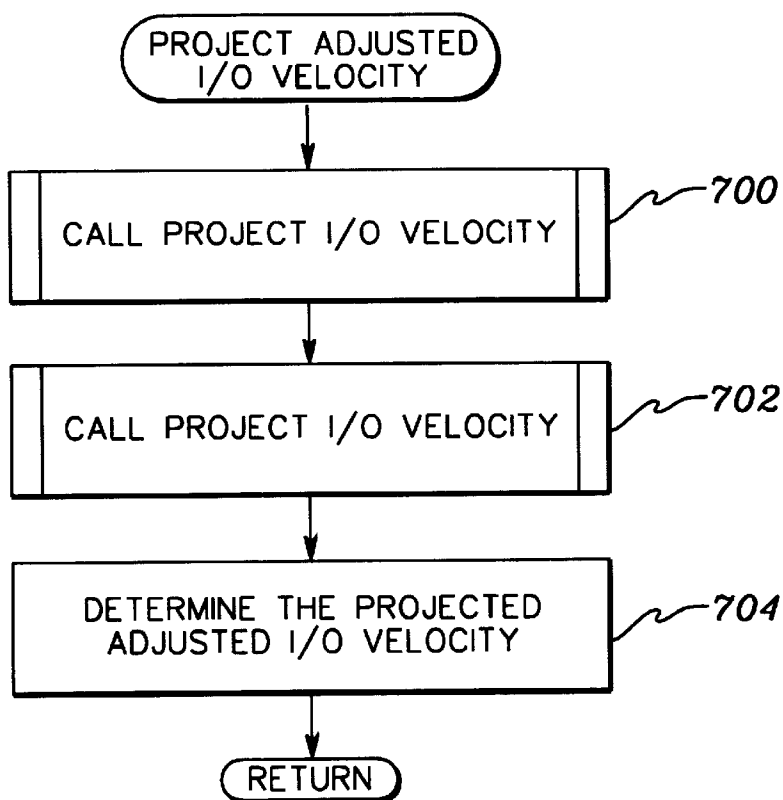 PROJECT ADJUSTED
I/O VELOCITY
CALL PROJECT I/O VELOCITY
700
CALL PROJECT I/O VELOCITY
702
DETERMINE THE PROJECTED
ADJUSTED I/O VELOCITY
704
RETURN